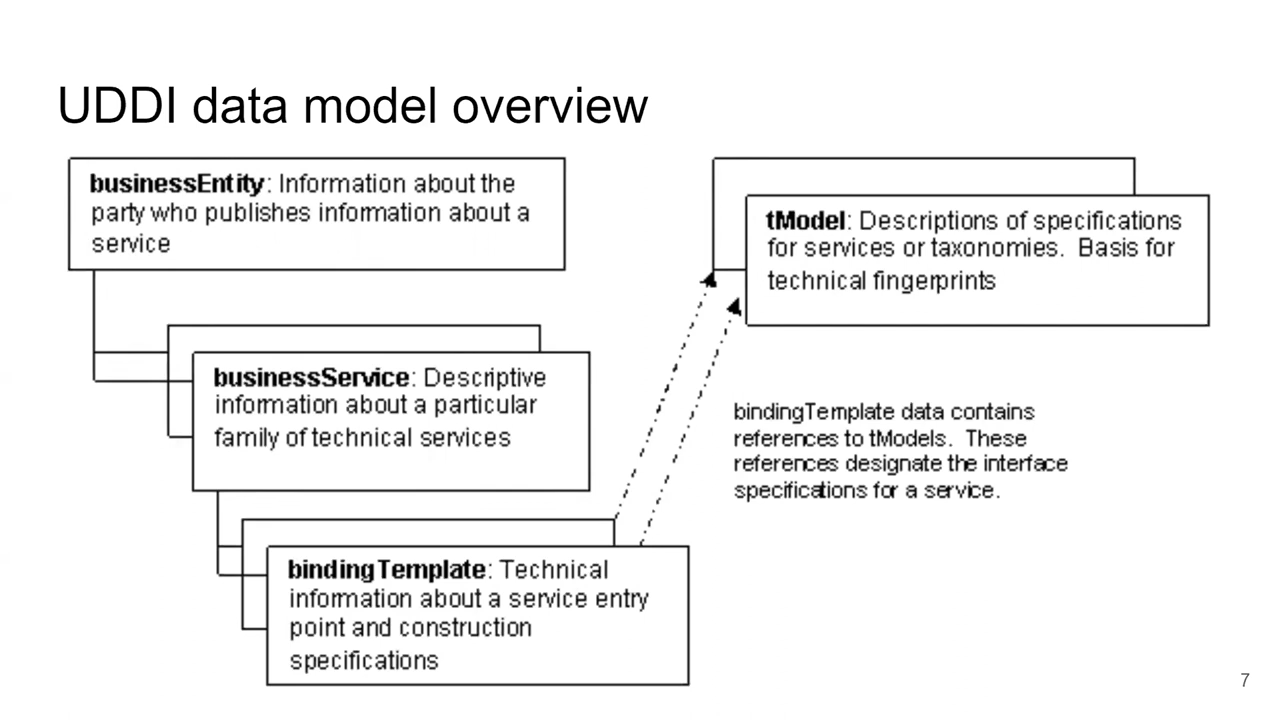 UDDI data model overview
businessEntity: Information about the
party who publishes information about a
service
tModel: Descriptions of specifications
for services or taxonomies. Basis for
technical fingerprints
businessService: Descriptive
information about a particular
family of technical services
bindingTemplate data contains
references to tModels. These
references designate the interface
specifications for a service.
bindingTemplate: Technical
information about a service entry
point and construction
specifications
7